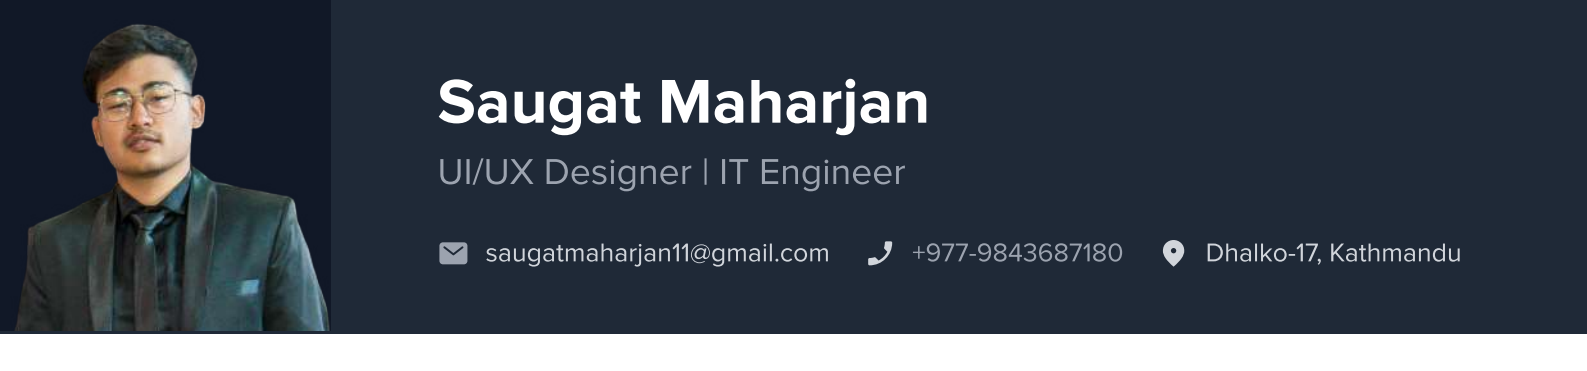 Saugat Maharjan
UI/UX Designer | IT Engineer
saugatmaharjan11@gmail.com +977-9843687180 Dhalko-17, Kathmandu